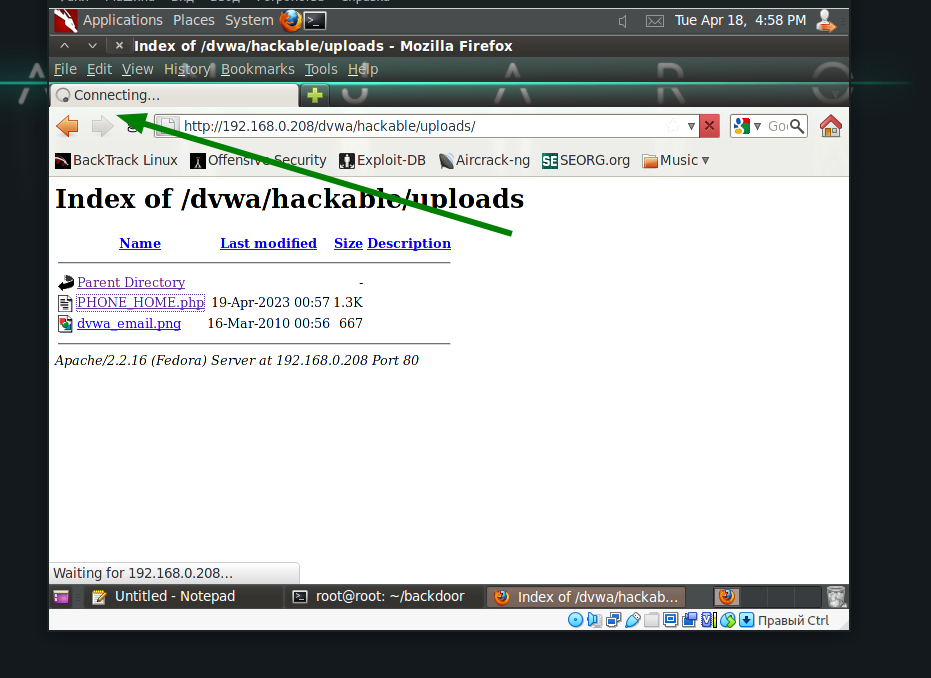 Applications Places System Tue Apr 18, 4:58 PM
Index of /dvwa/hackable/uploads - Mozilla Firefox
File Edit View History Bookmarks Tools Help
Connecting...
http://192.168.0.208/dvwa/hackable/uploads/
BackTrack Linux Offensive Security Exploit-DB Aircrack-ng SE SEORG.org Music
Index of /dvwa/hackable/uploads
Name Last modified Size Description
Parent Directory -
PHONE_HOME.php 19-Apr-2023 00:57 1.3K
dvwa_email.png 16-Mar-2010 00:56 667
Apache/2.2.16 (Fedora) Server at 192.168.0.208 Port 80
Waiting for 192.168.0.208...
Untitled - Notepad root@root: ~/backdoor Index of /dvwa/hackab...
Правый Ctrl